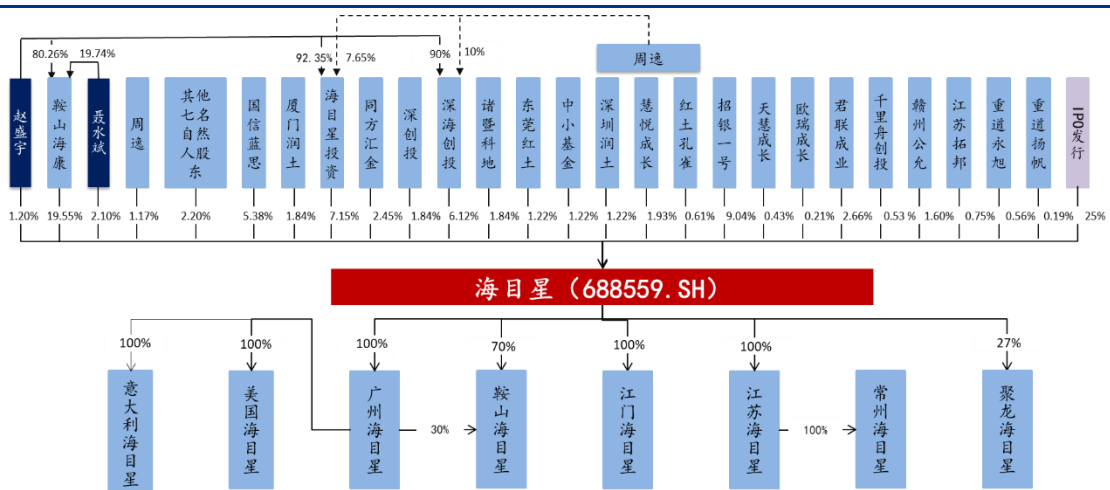 80.26%
19.74%
92.35%
7.65%
90%
10%
周逸
赵盛宇
鞍山海康
聂水斌
周逸
其他七名自然人股东
国信蓝思
厦门润土
海目星投资
同方汇金
深创投
深海创投
诸暨科地
东莞红土
中小基金
深圳润土
慧悦成长
红土孔雀
招银一号
天慧成长
欧瑞成长
君联成业
千里舟创投
赣州公允
江苏拓邦
重道永旭
重道扬帆
IPO发行
1.20%
19.55%
2.10%
1.17%
2.20%
5.38%
1.84%
7.15%
2.45%
1.84%
6.12%
1.84%
1.22%
1.22%
1.22%
1.93%
0.61%
9.04%
0.43%
0.21%
2.66%
0.53%
1.60%
0.75%
0.56%
0.19%
25%
海目星（688559.SH）
100%
100%
100%
70%
100%
100%
27%
意大利海目星
美国海目星
广州海目星
30%
鞍山海目星
江门海目星
江苏海目星
100%
常州海目星
聚龙海目星